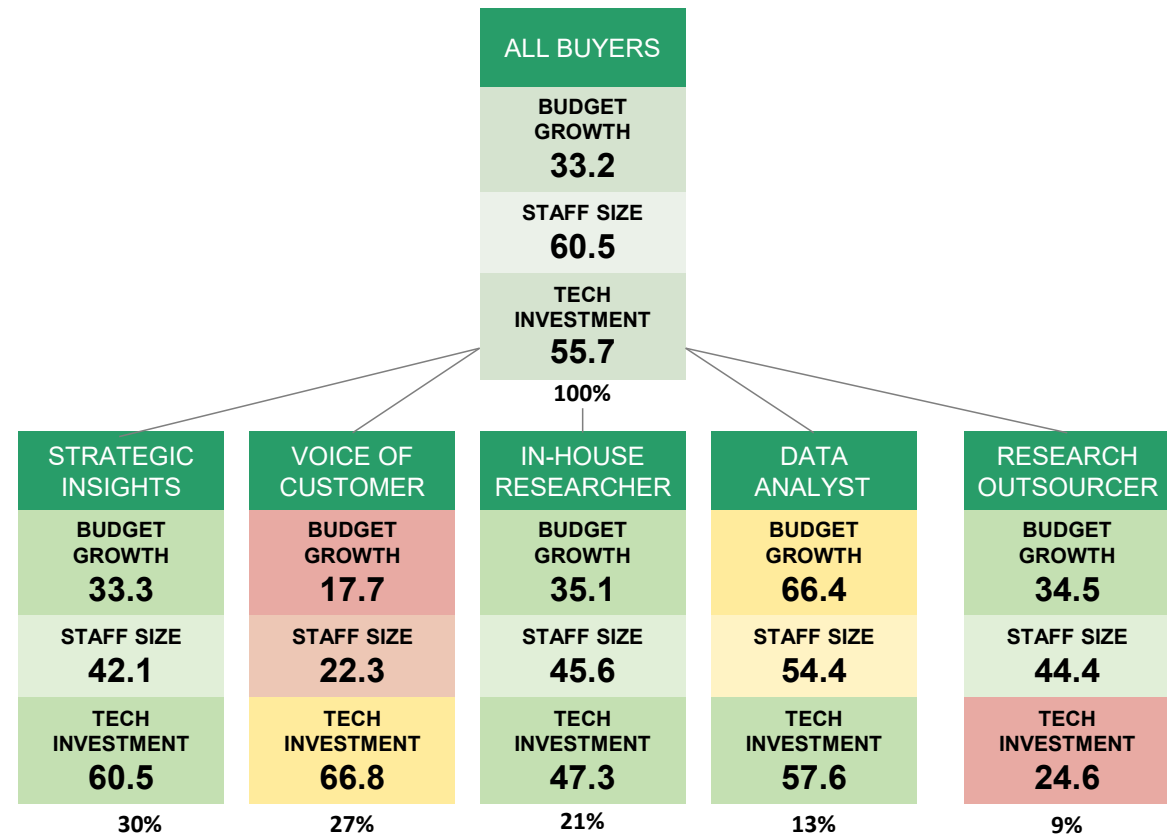 ALL BUYERS
BUDGET
GROWTH
33.2
STAFF SIZE
60.5
TECH
INVESTMENT
55.7
100%
STRATEGIC
INSIGHTS
BUDGET
GROWTH
33.3
STAFF SIZE
42.1
TECH
INVESTMENT
60.5
30%
VOICE OF
CUSTOMER
BUDGET
GROWTH
17.7
STAFF SIZE
22.3
TECH
INVESTMENT
66.8
27%
IN-HOUSE
RESEARCHER
BUDGET
GROWTH
35.1
STAFF SIZE
45.6
TECH
INVESTMENT
47.3
21%
DATA
ANALYST
BUDGET
GROWTH
66.4
STAFF SIZE
54.4
TECH
INVESTMENT
57.6
13%
RESEARCH
OUTSOURCER
BUDGET
GROWTH
34.5
STAFF SIZE
44.4
TECH
INVESTMENT
24.6
9%